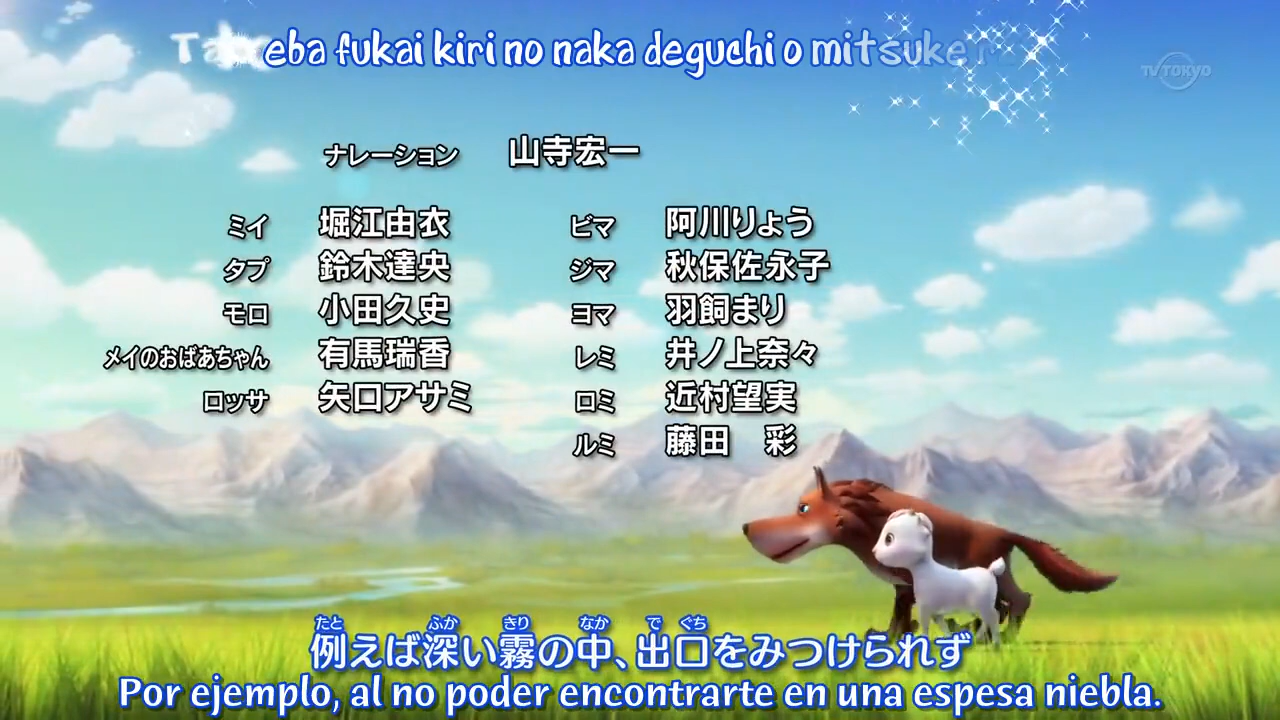 Tatoeba fukai kiri no naka deguchi o mitsuker
TV TOKYO
ナレーション 山寺宏一
ミイ 堀江由衣 ビマ 阿川りょう
タプ 鈴木達央 ジマ 秋保佐永子
モロ 小田久史 ヨマ 羽飼まり
メイのおばあちゃん 有馬瑞香 レミ 井ノ上奈々
ロッサ 矢口アサミ ロミ 近村望実
ルミ 藤田 彩
たと ふか きり なか で ぐち
例えば深い霧の中、出口をみつけられず
Por ejemplo, al no poder encontrarte en una espesa niebla.